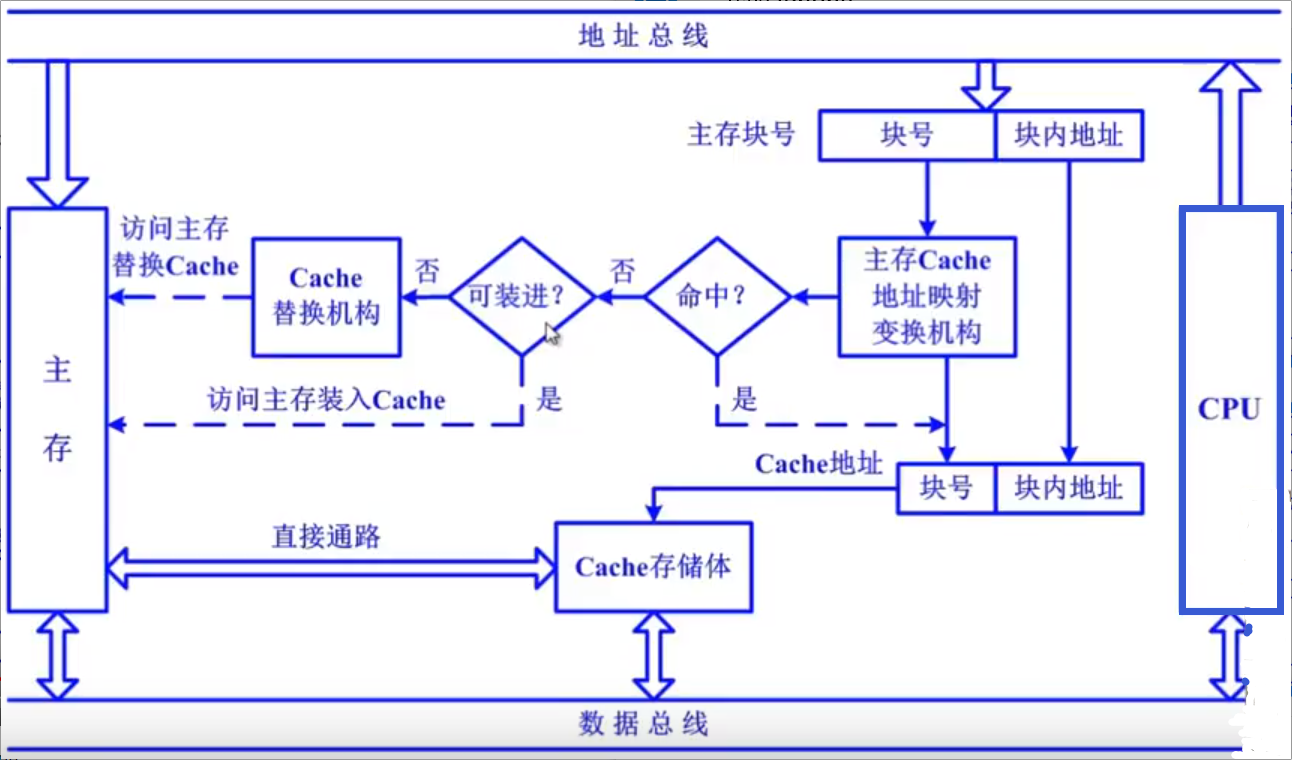 地址总线
主存块号
块号
块内地址
访问主存
替换Cache
Cache
替换机构
否
可装进？
否
命中？
主存Cache
地址映射
变换机构
主
存
访问主存装入Cache
是
是
CPU
Cache地址
块号
块内地址
直接通路
Cache存储体
数据总线